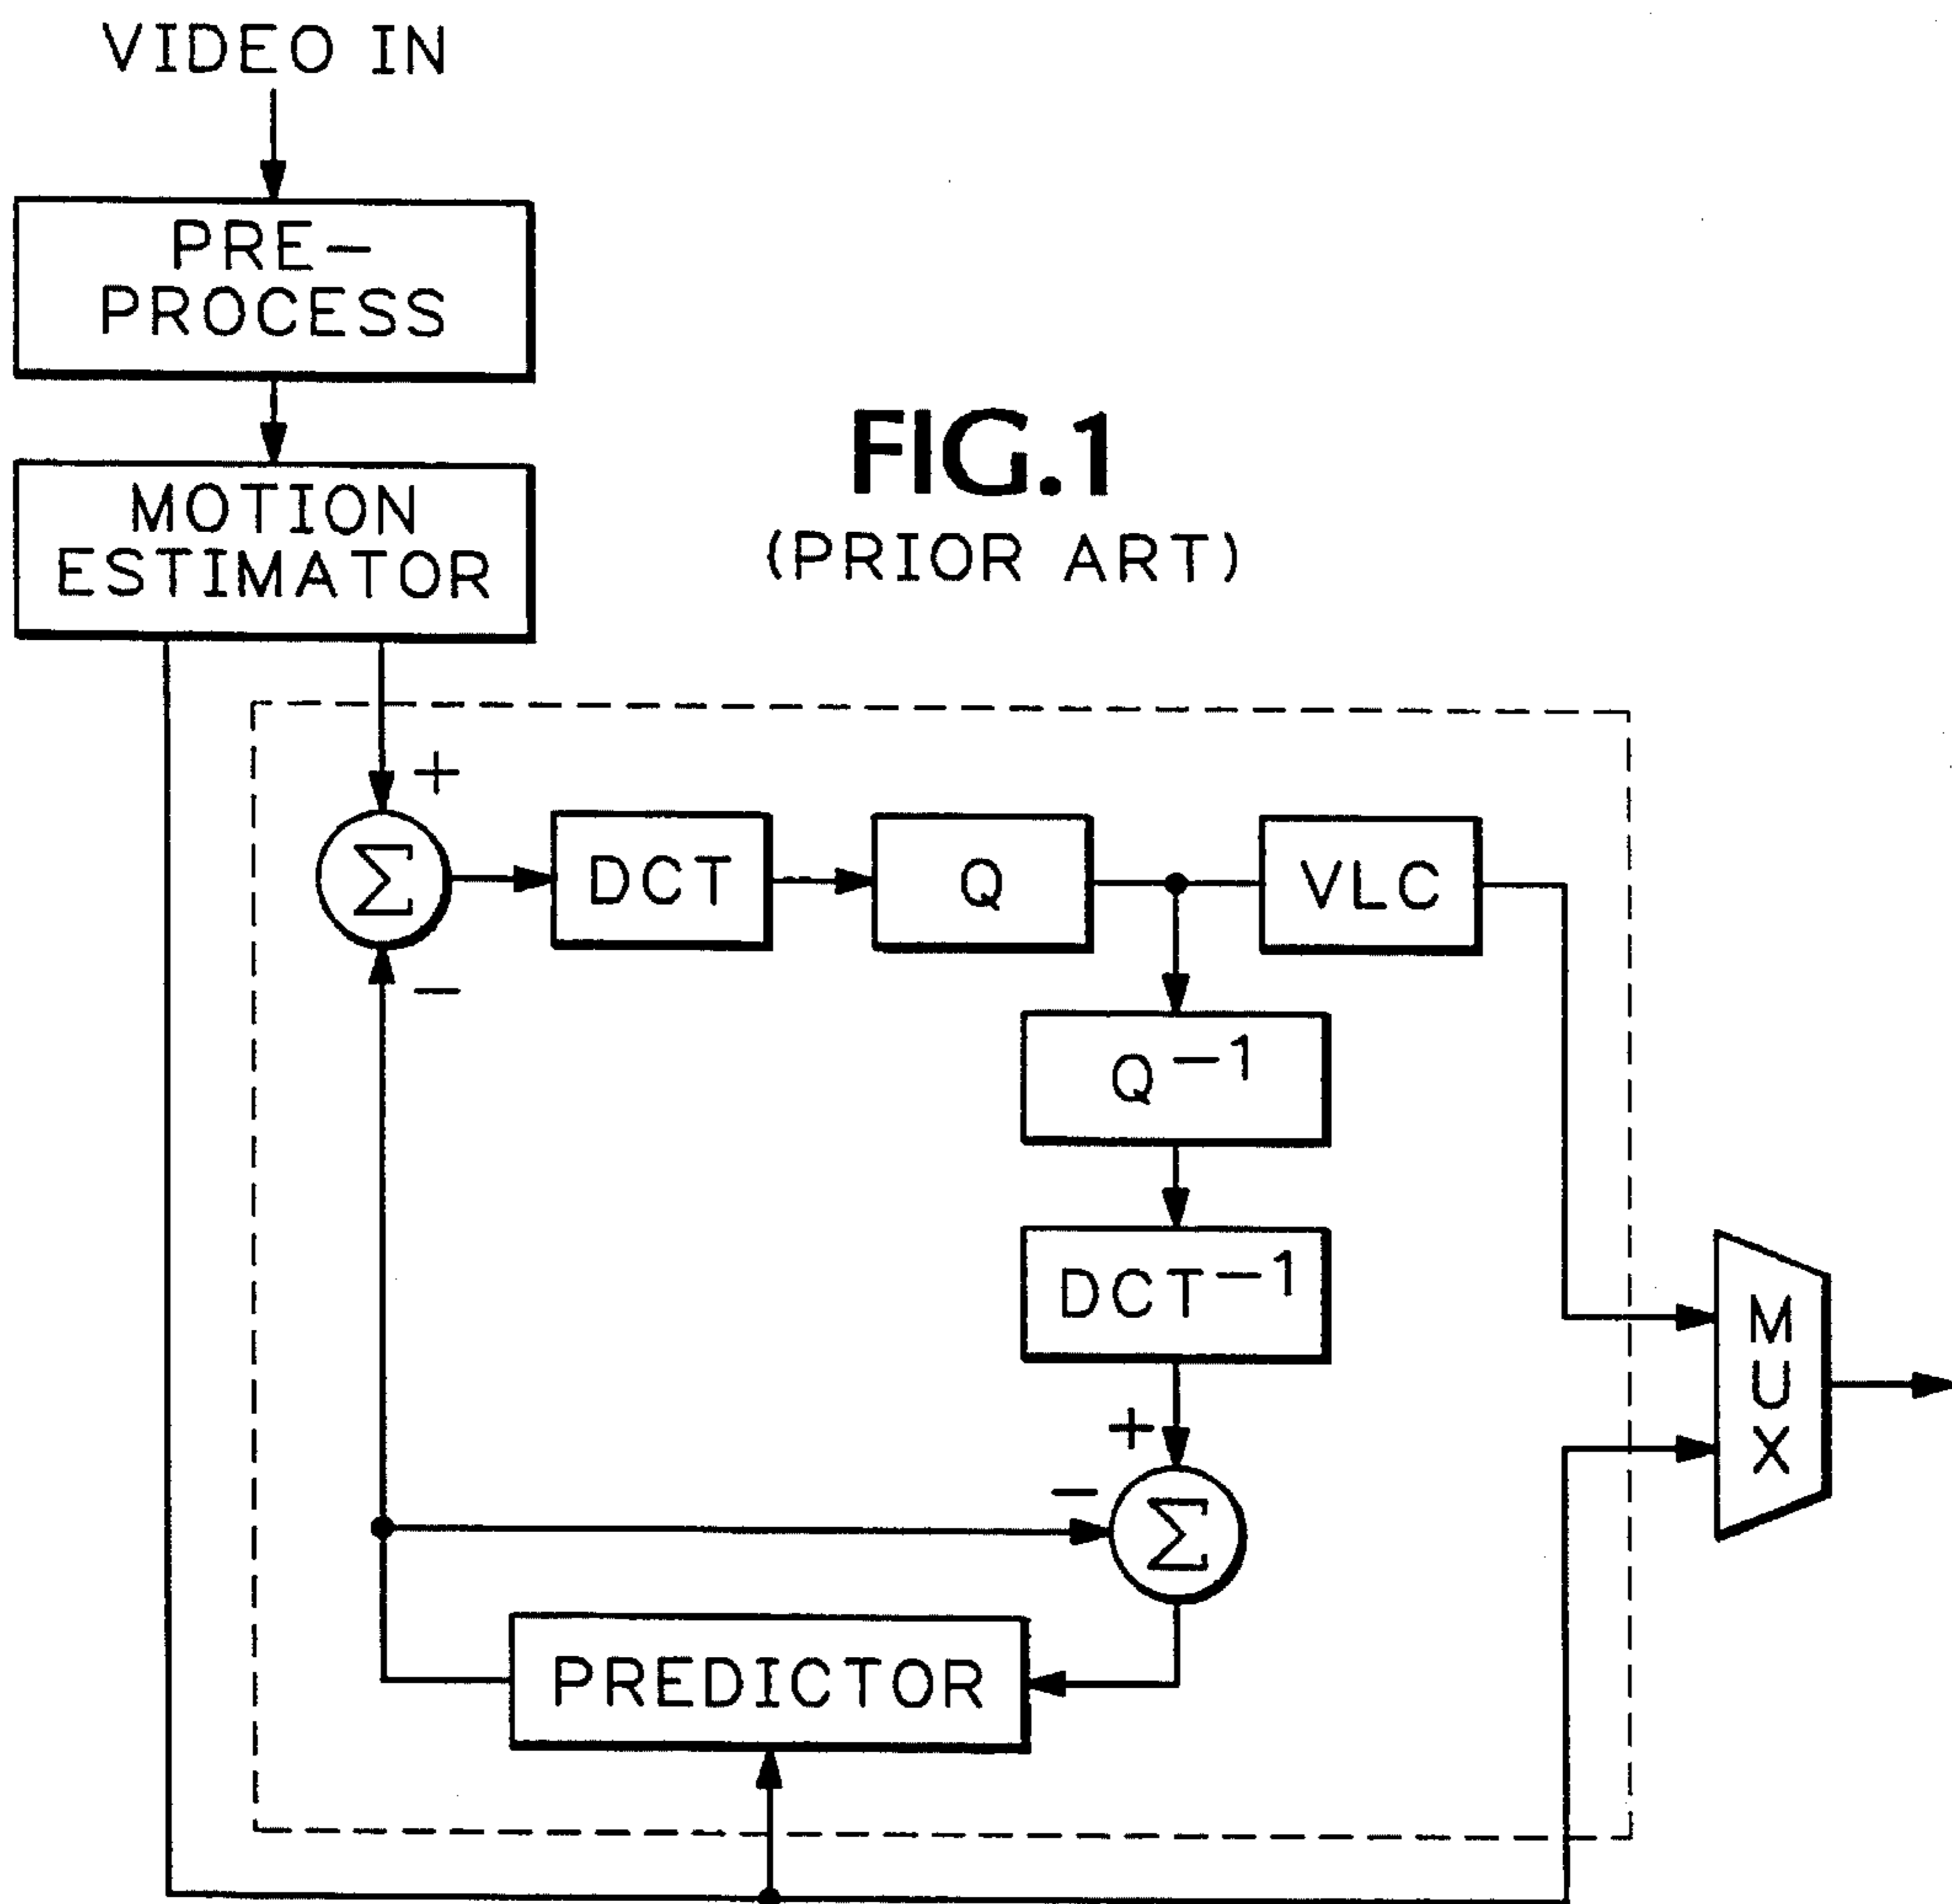 VIDEO IN
PRE-
PROCESS
MOTION
ESTIMATOR
FIG.1
(PRIOR ART)
+
Σ
−
DCT
Q
VLC
Q−1
DCT−1
+
−
Σ
PREDICTOR
M
U
X